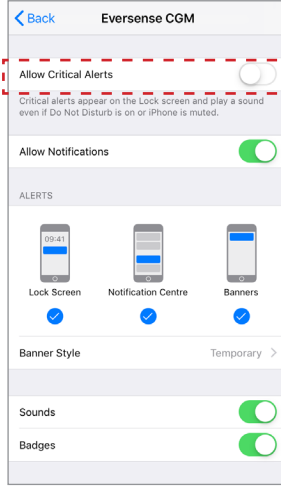 Back Eversense CGM
Allow Critical Alerts
Critical alerts appear on the Lock screen and play a sound
even if Do Not Disturb is on or iPhone is muted.
Allow Notifications
ALERTS
09:41
Lock Screen Notification Centre Banners
Banner Style Temporary
Sounds
Badges